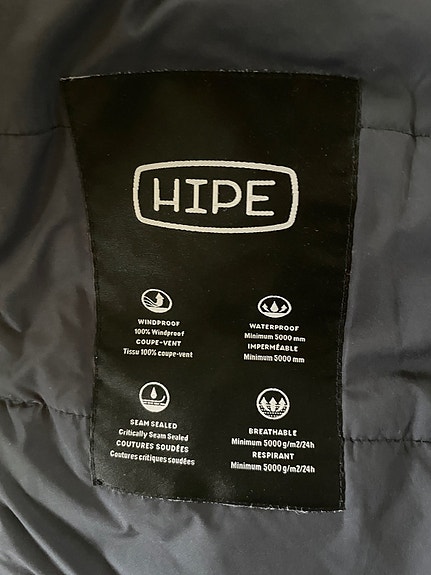 HIPE
WINDPROOF
100% Windproof
COUPE-VENT
Tissu 100% coupe-vent
WATERPROOF
Minimum 5000 mm
IMPERMÉABLE
Minimum 5000 mm
SEAM SEALED
Critically Seam Sealed
COUTURES SOUDÉES
Coutures critiques soudées
BREATHABLE
Minimum 5000 g/m2/24h
RESPIRANT
Minimum 5000 g/m2/24h